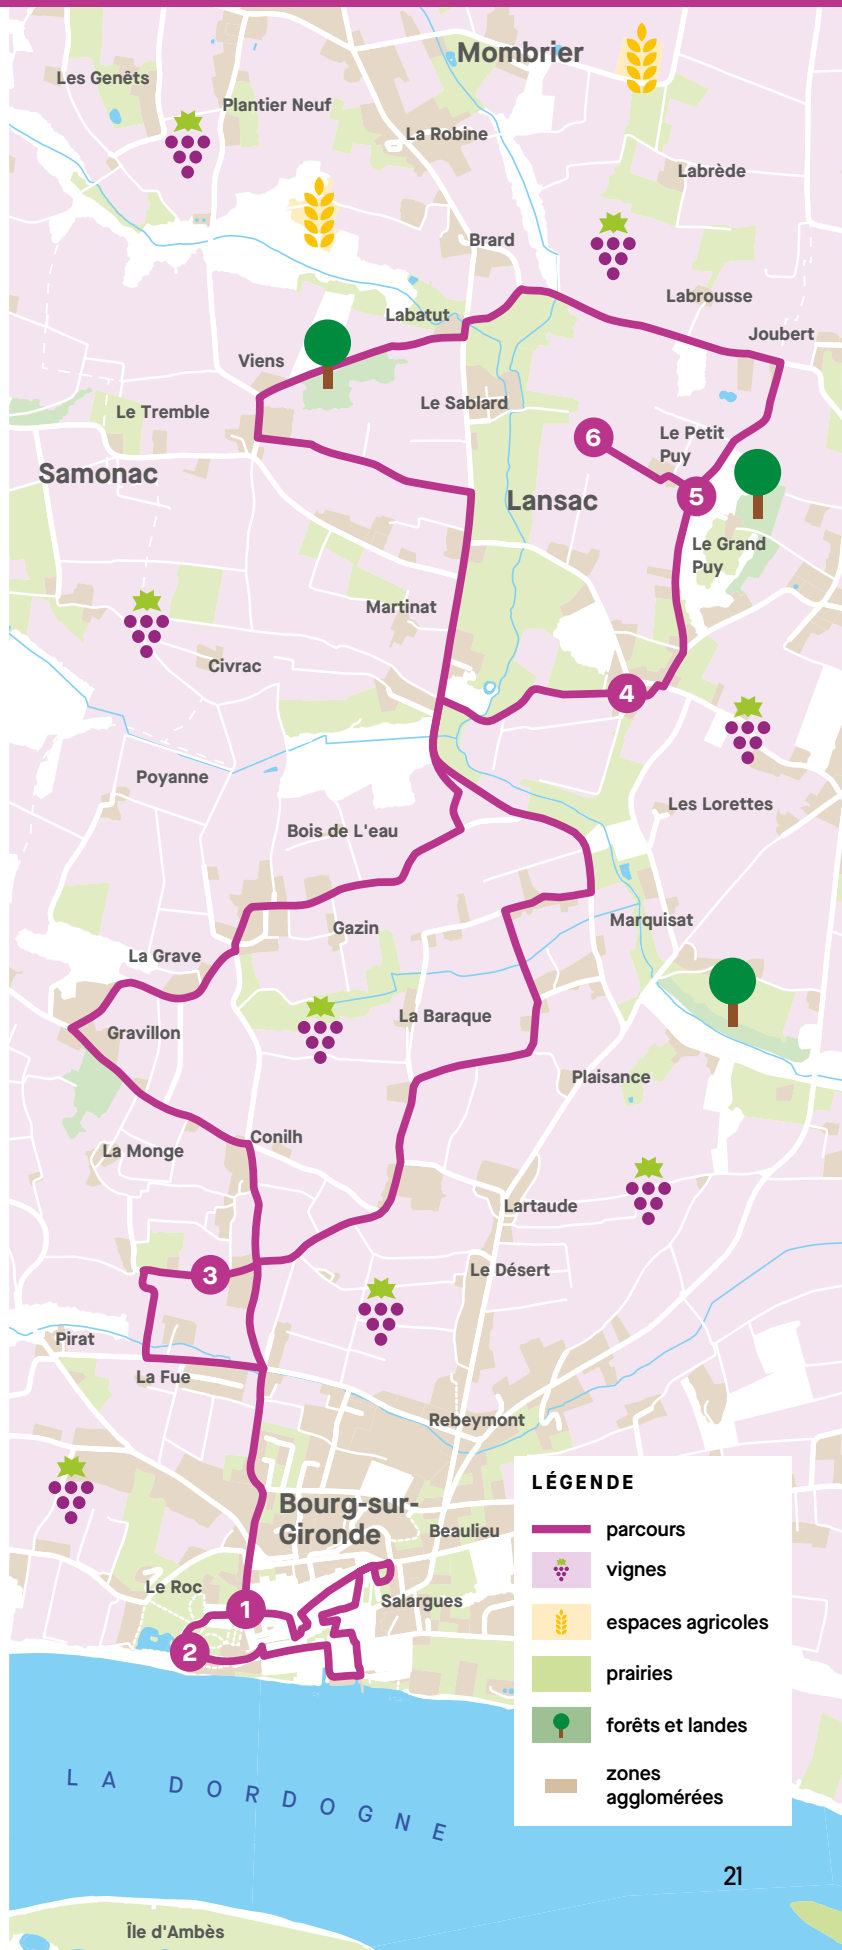 Mombrier
Les Genêts
Plantier Neuf
La Robine
Labrède
Brard
Labrousse
Labatut
Joubert
Viens
Le Sablard
Le Tremble
6
Le Petit
Puy
Samonac
Lansac
5
Le Grand
Puy
Martinat
Civrac
4
Poyanne
Les Lorettes
Bois de L'eau
Gazin
Marquisat
La Grave
La Baraque
Gravillon
Plaisance
Conilh
La Monge
Lartaude
3
Le Désert
Pirat
La Fue
Rebeymont
Bourg-sur-
Gironde
Beaulieu
Le Roc
Salargues
1
2
LÉGENDE
parcours
vignes
espaces agricoles
prairies
forêts et landes
zones
agglomérées
LA DORDOGNE
21
Île d'Ambès